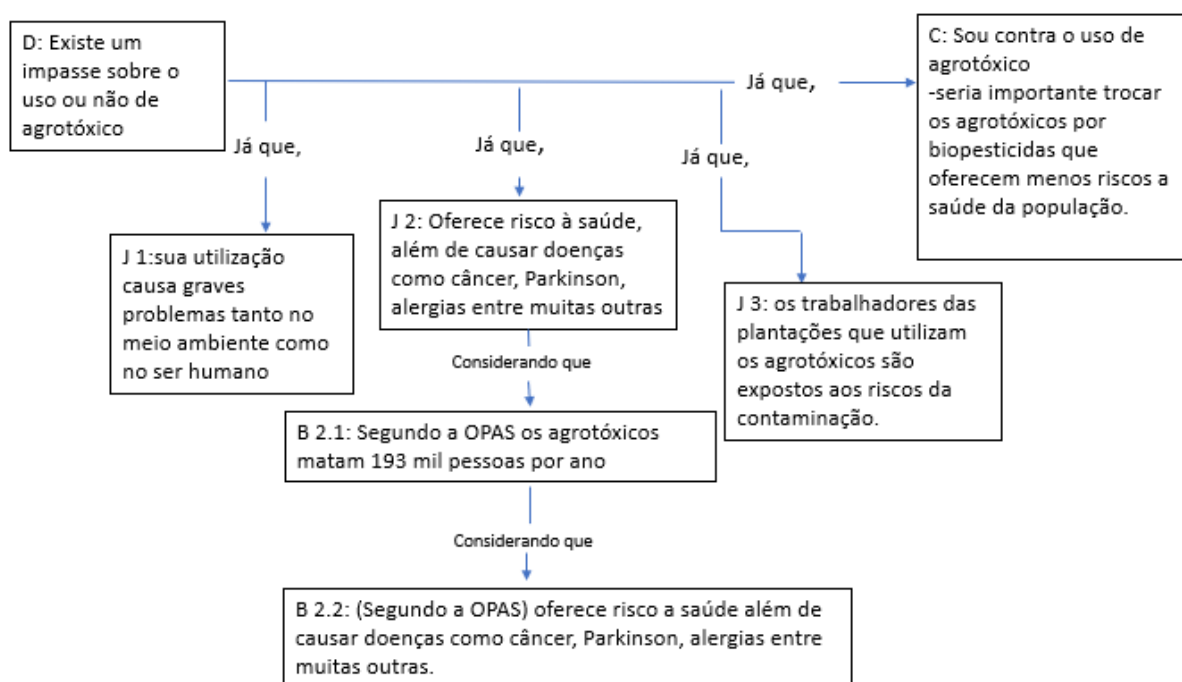 D: Existe um
impasse sobre o
uso ou não de
agrotóxico
Já que,
C: Sou contra o uso de
agrotóxico
-seria importante trocar
os agrotóxicos por
biopesticidas que
oferecem menos riscos a
saúde da população.
Já que,
Já que,
Já que,
J 1:sua utilização
causa graves
problemas tanto no
meio ambiente como
no ser humano
J 2: Oferece risco à saúde,
além de causar doenças
como câncer, Parkinson,
alergias entre muitas outras
J 3: os trabalhadores das
plantações que utilizam
os agrotóxicos são
expostos aos riscos da
contaminação.
Considerando que
B 2.1: Segundo a OPAS os agrotóxicos
matam 193 mil pessoas por ano
Considerando que
B 2.2: (Segundo a OPAS) oferece risco a saúde além de
causar doenças como câncer, Parkinson, alergias entre
muitas outras.